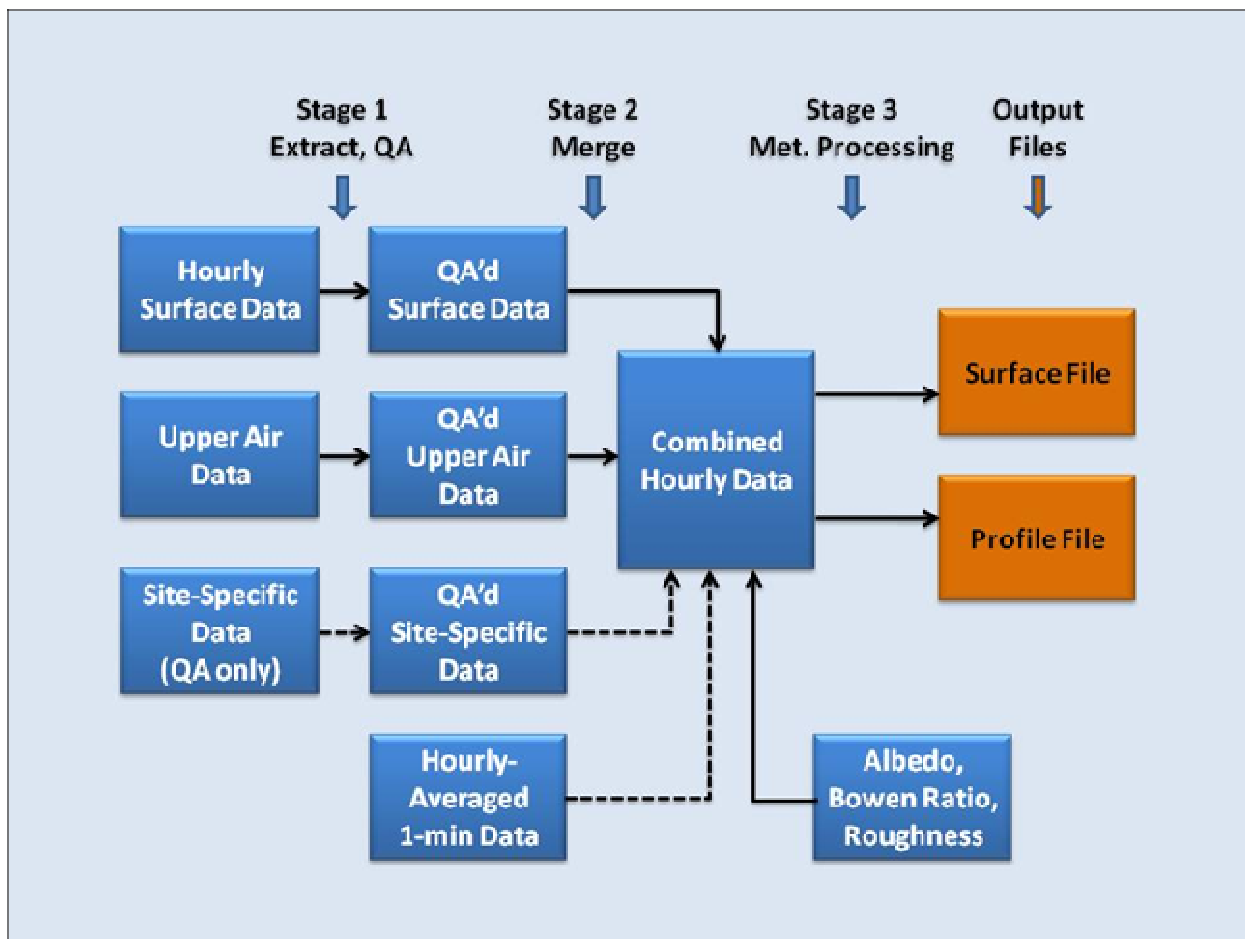 Stage 1
Extract, QA
Stage 2
Merge
Stage 3
Met. Processing
Output
Files
Hourly
Surface Data
QA'd
Surface Data
Upper Air
Data
QA'd
Upper Air
Data
Site-Specific
Data
(QA only)
QA'd
Site-Specific
Data
Hourly-
Averaged
1-min Data
Combined
Hourly Data
Albedo,
Bowen Ratio,
Roughness
Surface File
Profile File